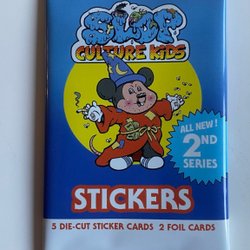 SLOP
CULTURE KIDS
ALL NEW!
2ND
SERIES
STICKERS
5 DIE-CUT STICKER CARDS 2 FOIL CARDS